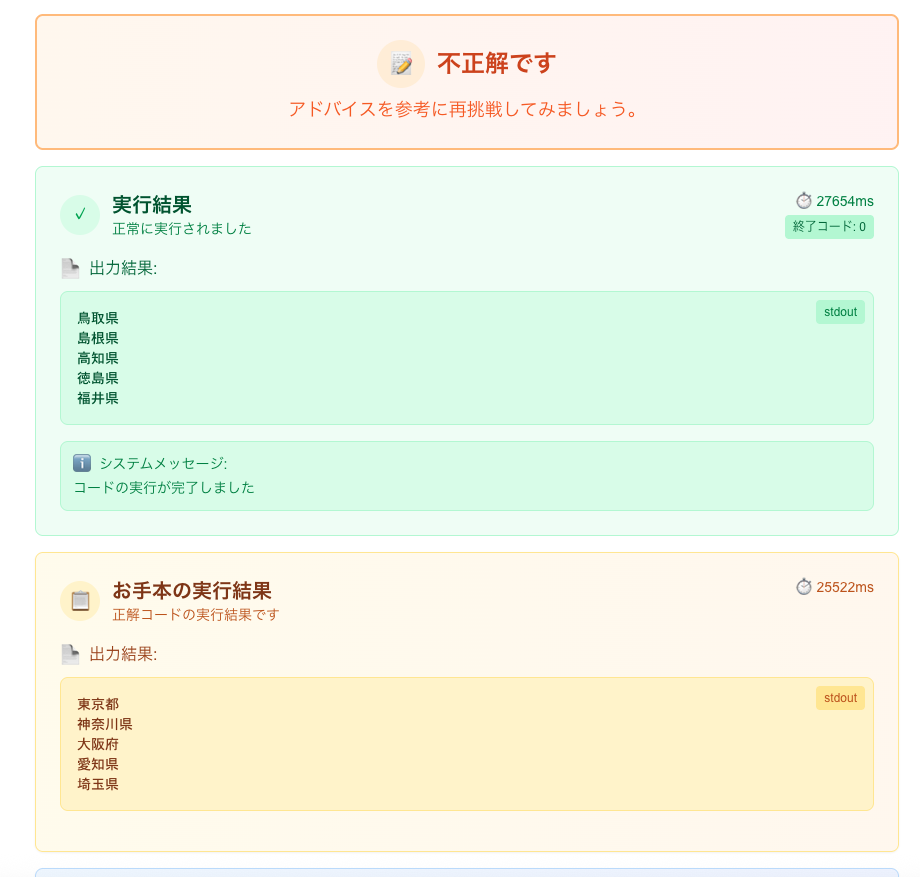 不正解です
アドバイスを参考に再挑戦してみましょう。
実行結果
正常に実行されました
27654ms
終了コード: 0
出力結果:
stdout
鳥取県
島根県
高知県
徳島県
福井県
システムメッセージ:
コードの実行が完了しました
お手本の実行結果
正解コードの実行結果です
25522ms
出力結果:
stdout
東京都
神奈川県
大阪府
愛知県
埼玉県